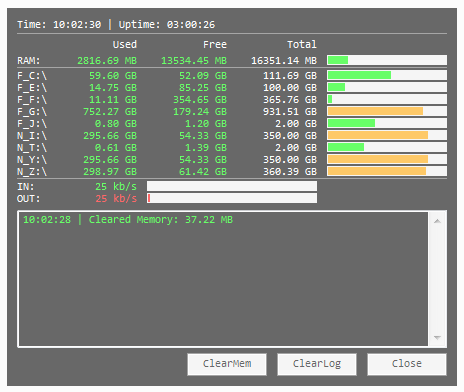 Time: 10:02:30 | Uptime: 03:00:26
Used Free Total
RAM: 2816.69 MB 13534.45 MB 16351.14 MB
F_C:\ 59.60 GB 52.09 GB 111.69 GB
F_E:\ 14.75 GB 85.25 GB 100.00 GB
F_F:\ 11.11 GB 354.65 GB 365.76 GB
F_G:\ 752.27 GB 179.24 GB 931.51 GB
F_J:\ 0.80 GB 1.20 GB 2.00 GB
N_I:\ 295.66 GB 54.33 GB 350.00 GB
N_T:\ 0.61 GB 1.39 GB 2.00 GB
N_Y:\ 295.66 GB 54.33 GB 350.00 GB
N_Z:\ 298.97 GB 61.42 GB 360.39 GB
IN: 25 kb/s
OUT: 25 kb/s
10:02:28 | Cleared Memory: 37.22 MB
ClearMem ClearLog Close